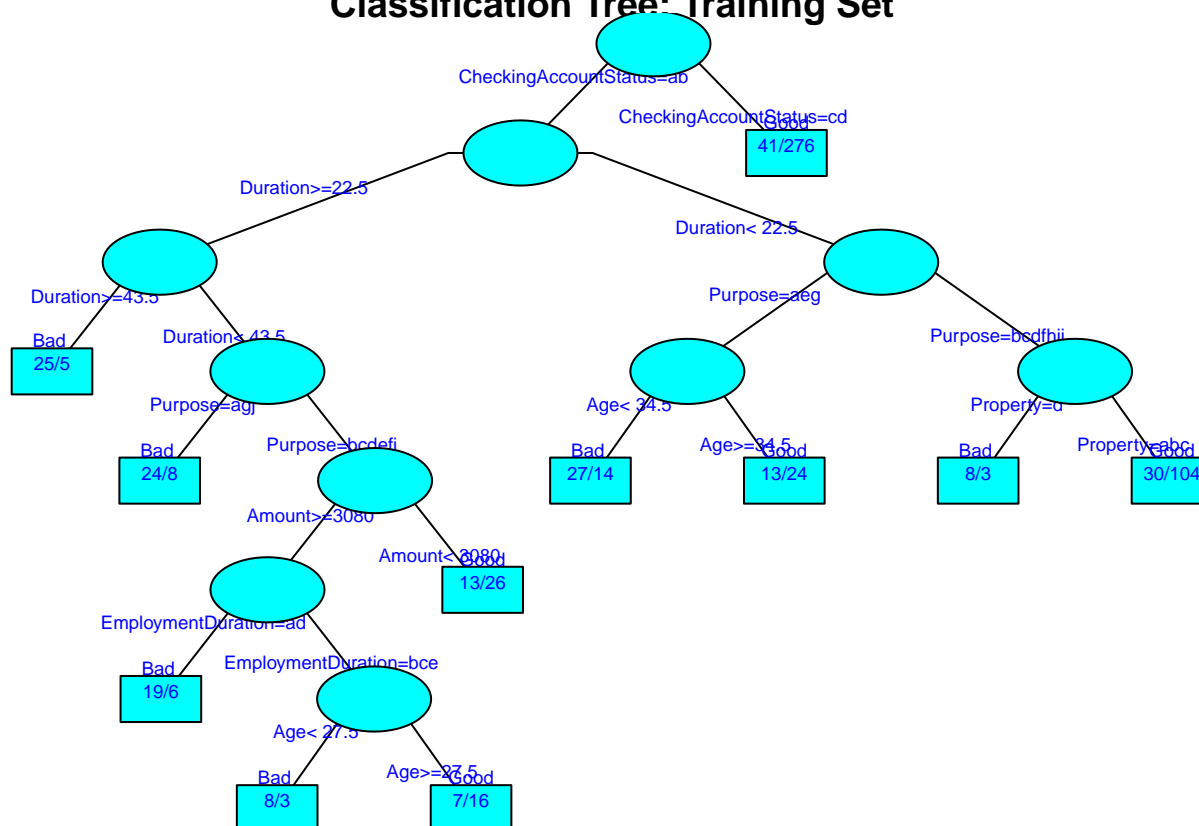 Classification Tree: Training Set
CheckingAccountStatus=ab
CheckingAccountStatus=cd
Good
41/276
Duration>=22.5
Duration< 22.5
Duration>=43.5
Duration< 43.5
Bad
25/5
Purpose=aeg
Purpose=bcdfhij
Purpose=agj
Purpose=bcdefi
Bad
24/8
Age< 34.5
Age>=34.5
Bad
27/14
Good
13/24
Property=d
Property=abc
Bad
8/3
Good
30/104
Amount>=3080
Amount< 3080
Good
13/26
EmploymentDuration=ad
EmploymentDuration=bce
Bad
19/6
Age< 27.5
Age>=27.5
Bad
8/3
Good
7/16